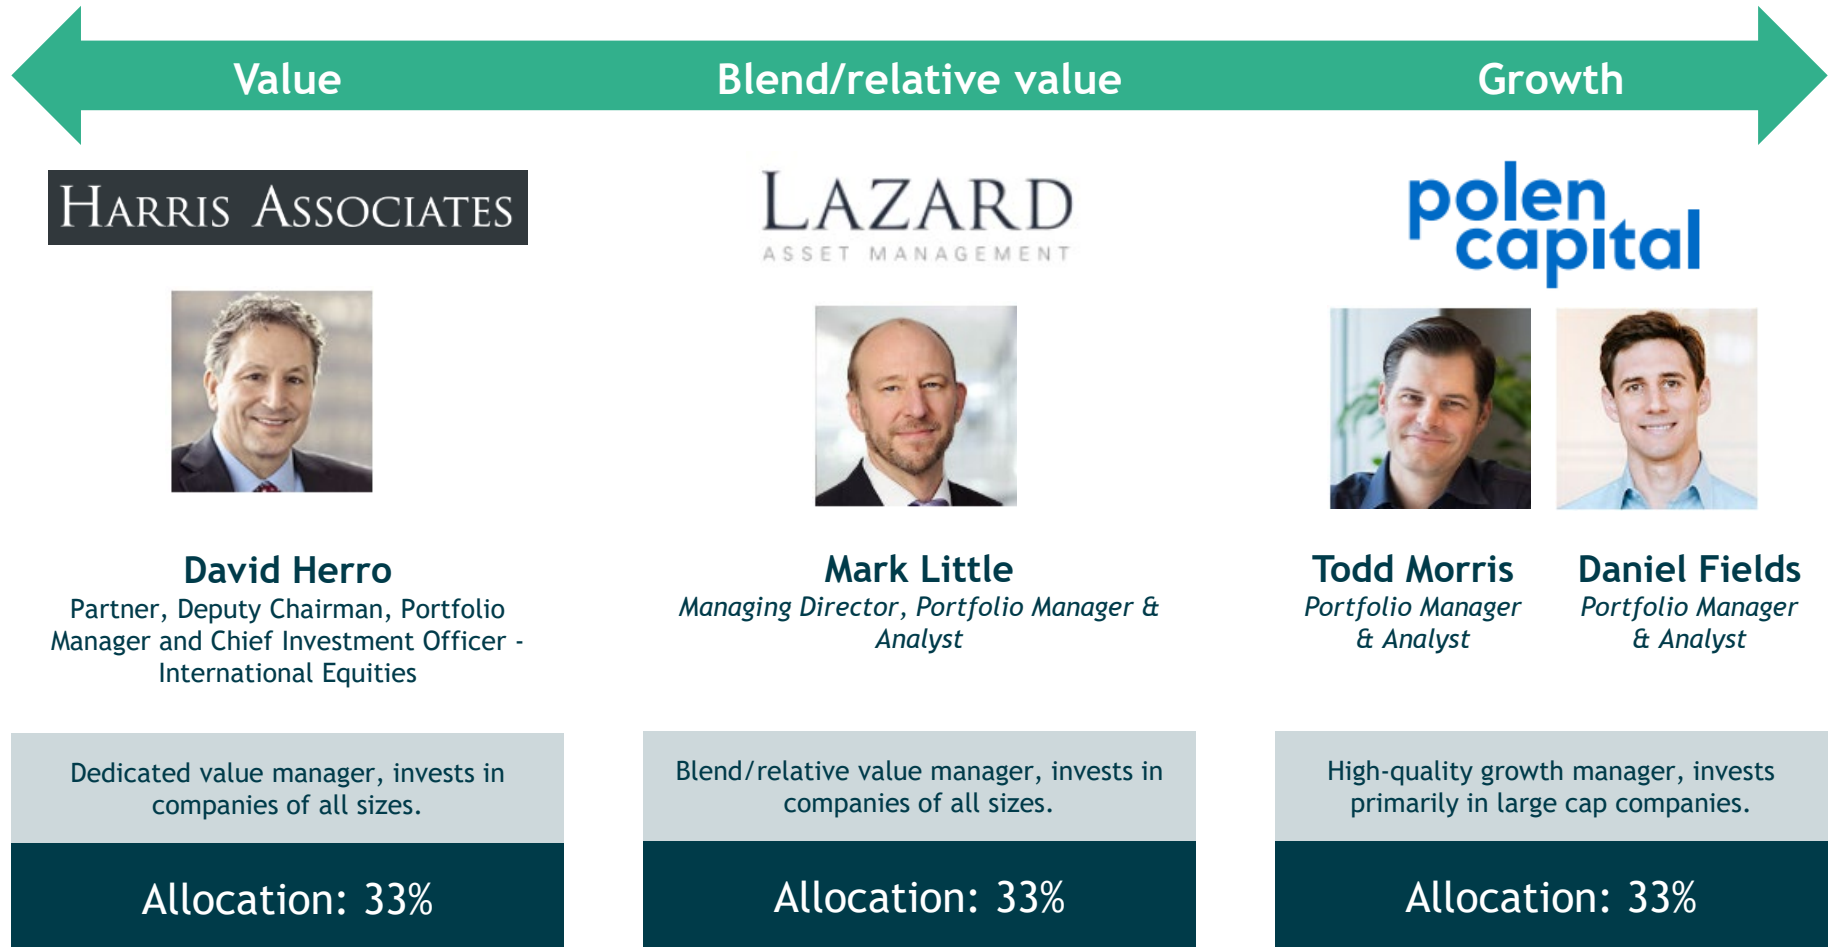 Value
Blend/relative value
Growth
HARRIS ASSOCIATES
LAZARD
ASSET MANAGEMENT
polen
capital
David Herro
Partner, Deputy Chairman, Portfolio
Manager and Chief Investment Officer -
International Equities
Mark Little
Managing Director, Portfolio Manager &
Analyst
Todd Morris
Portfolio Manager
& Analyst
Daniel Fields
Portfolio Manager
& Analyst
Dedicated value manager, invests in
companies of all sizes.
Blend/relative value manager, invests in
companies of all sizes.
High-quality growth manager, invests
primarily in large cap companies.
Allocation: 33%
Allocation: 33%
Allocation: 33%